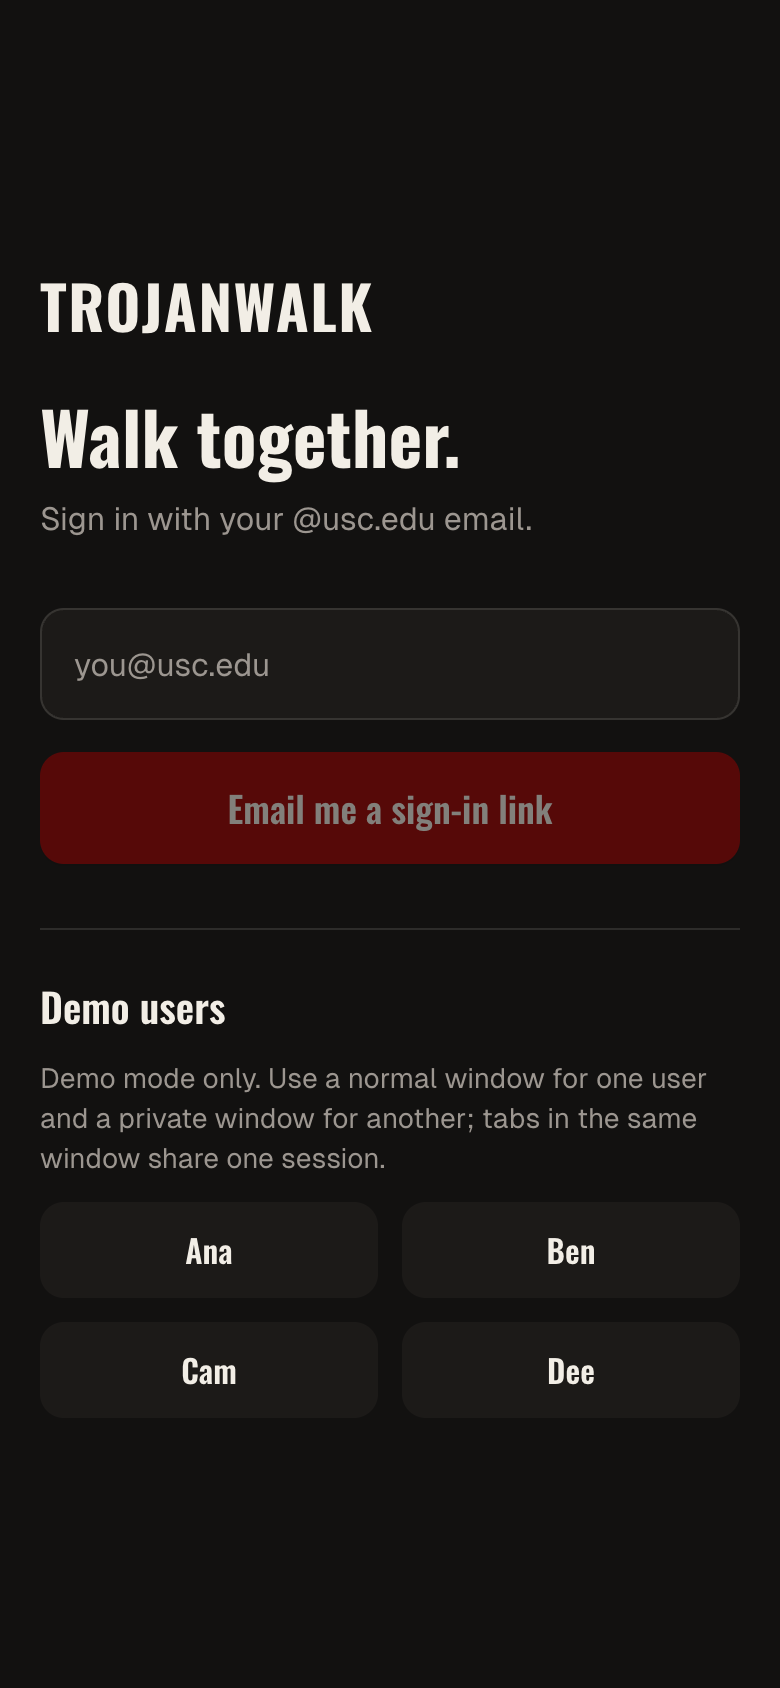 TROJANWALK
Walk together.
Sign in with your @usc.edu email.
you@usc.edu
Email me a sign-in link
Demo users
Demo mode only. Use a normal window for one user
and a private window for another; tabs in the same
window share one session.
Ana
Ben
Cam
Dee